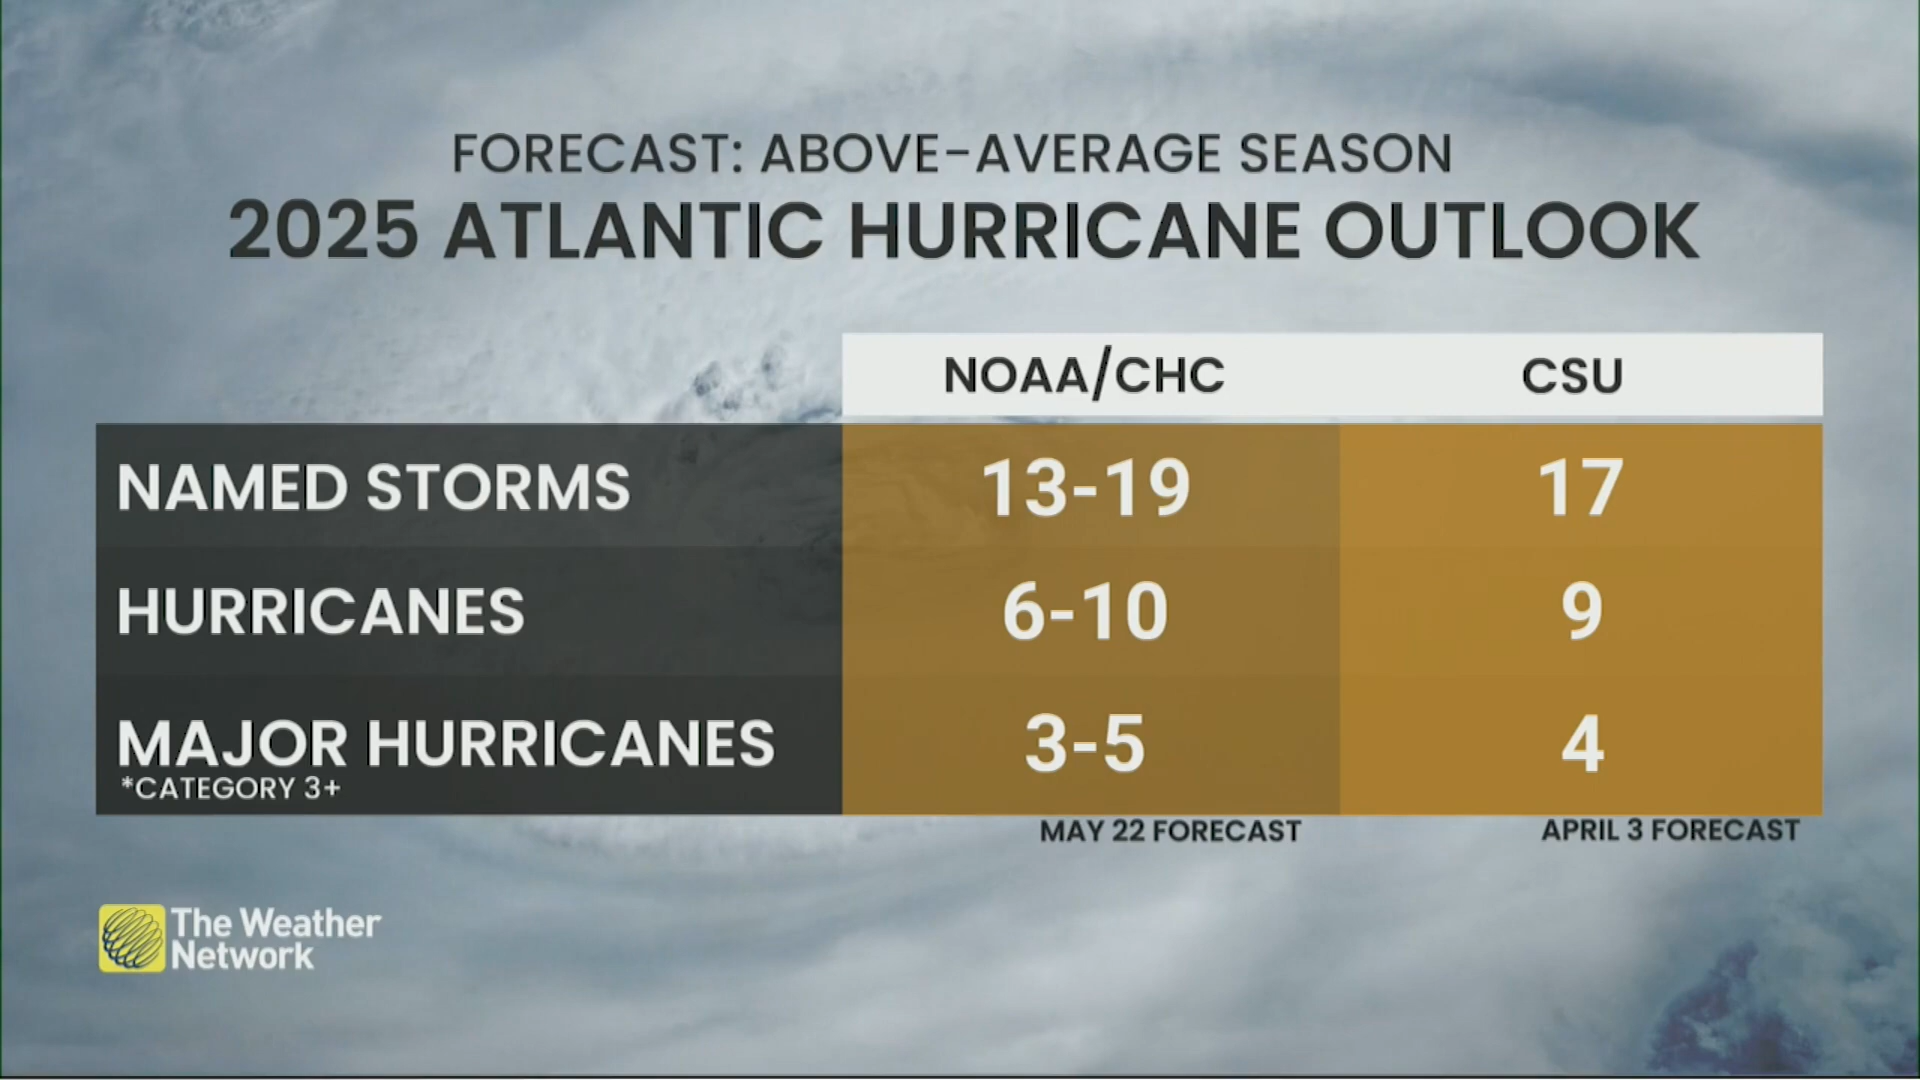 FORECAST: ABOVE-AVERAGE SEASON
2025 ATLANTIC HURRICANE OUTLOOK
NOAA/CHC CSU
NAMED STORMS 13-19 17
HURRICANES 6-10 9
MAJOR HURRICANES 3-5 4
*CATEGORY 3+
MAY 22 FORECAST APRIL 3 FORECAST
The Weather
Network